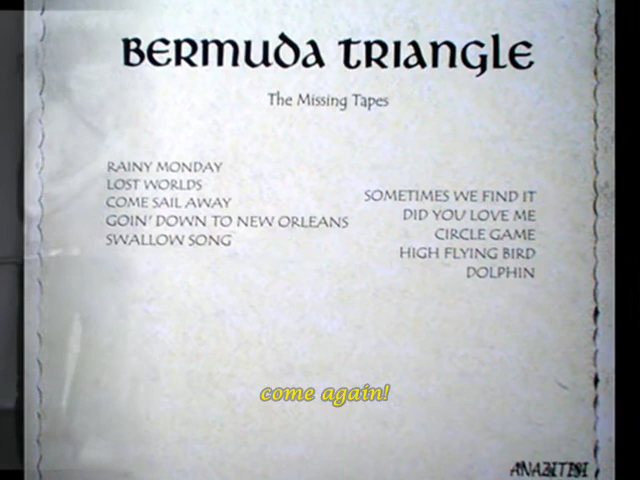 BERMUDA TRIANGLE
The Missing Tapes
RAINY MONDAY
LOST WORLDS
COME SAIL AWAY
GOIN' DOWN TO NEW ORLEANS
SWALLOW SONG
SOMETIMES WE FIND IT
DID YOU LOVE ME
CIRCLE GAME
HIGH FLYING BIRD
DOLPHIN
come again!